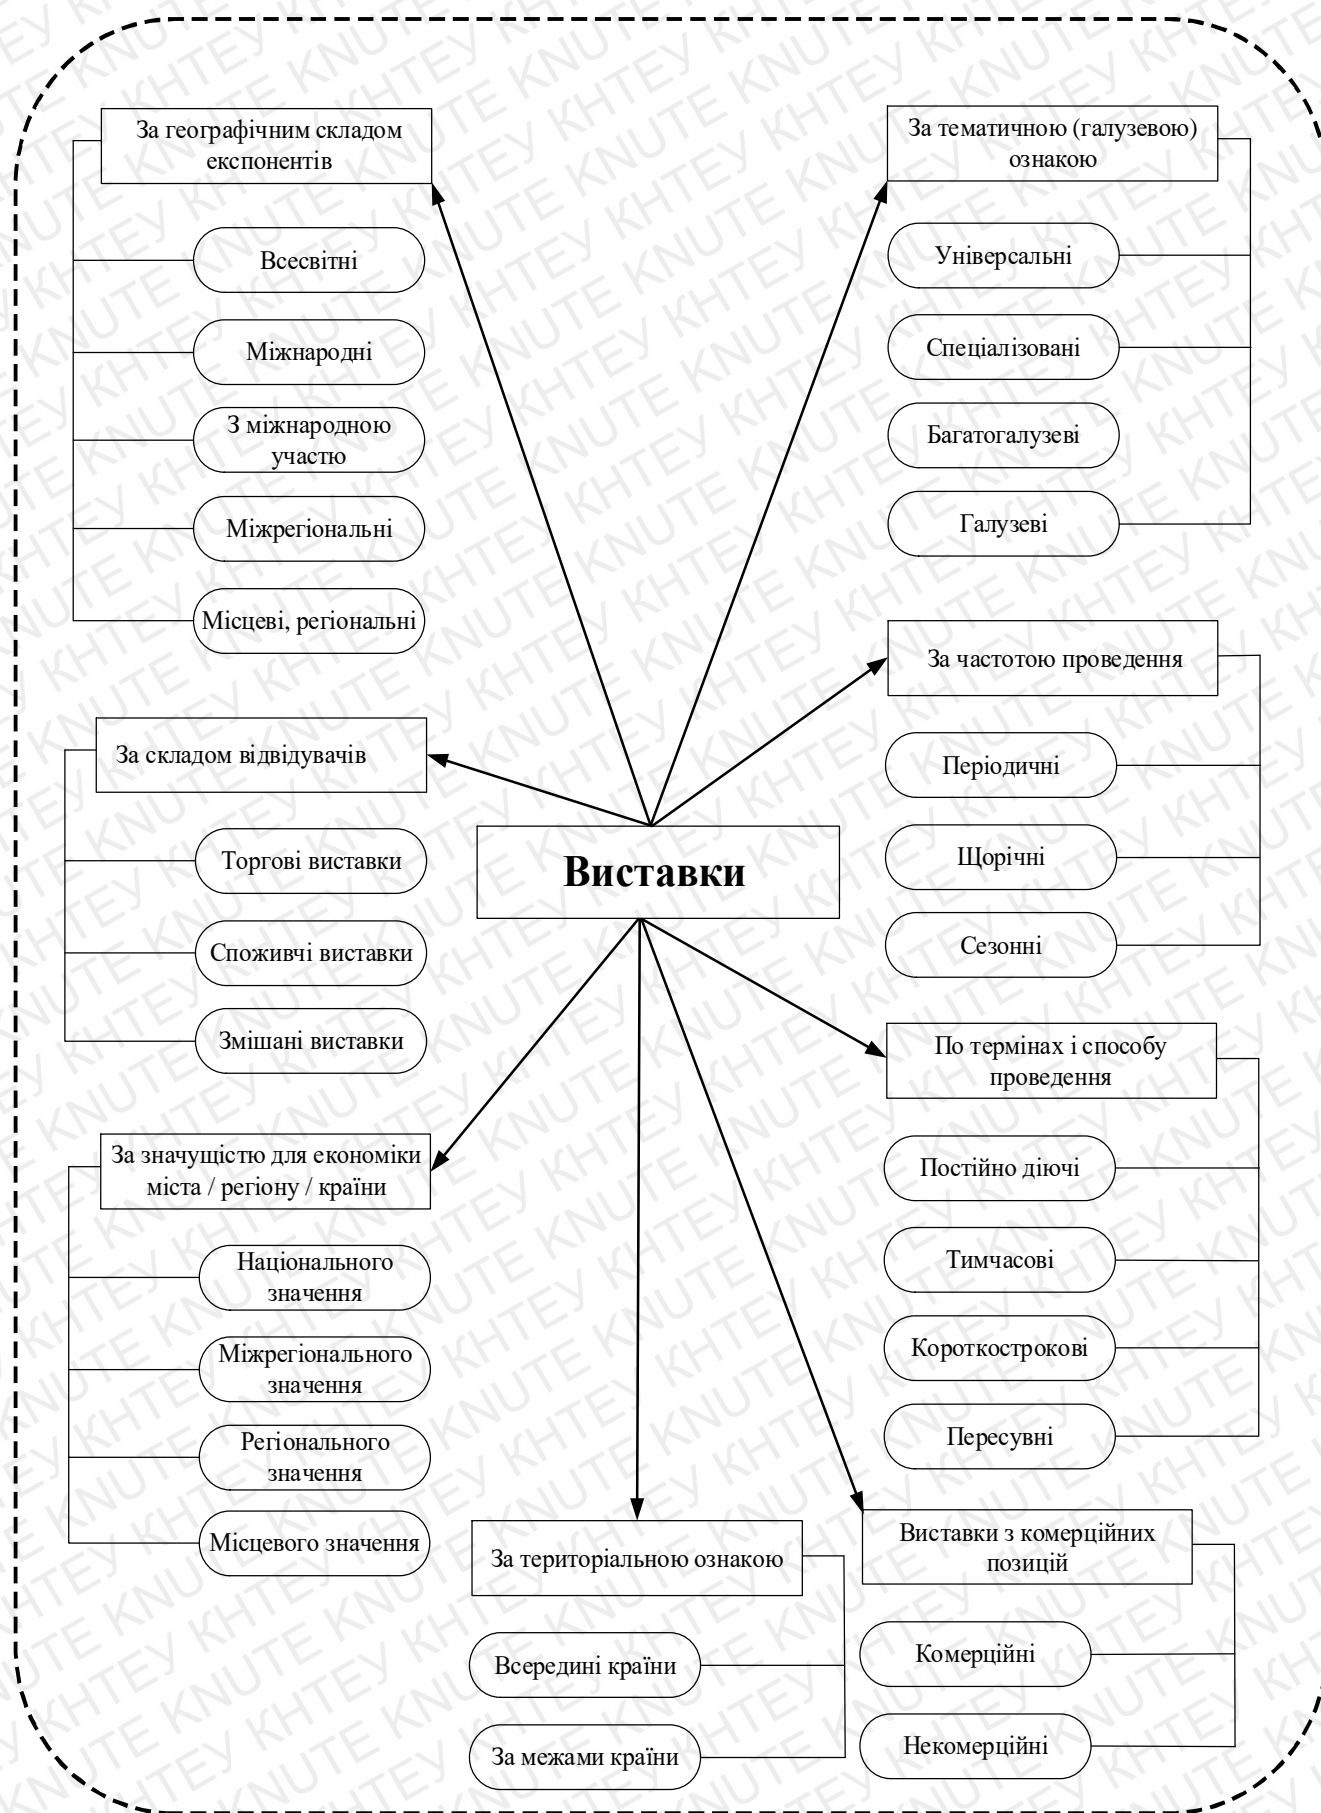 За географічним складом
експонентів
Всесвітні
Міжнародні
З міжнародною
участю
Міжрегіональні
Місцеві, регіональні
За складом відвідувачів
Торгові виставки
Споживчі виставки
Змішані виставки
За значущістю для економіки
міста / регіону / країни
Національного
значення
Міжрегіонального
значення
Регіонального
значення
Місцевого значення
Виставки
За тематичною (галузевою)
ознакою
Універсальні
Спеціалізовані
Багатогалузеві
Галузеві
За частотою проведення
Періодичні
Щорічні
Сезонні
По термінах і способу
проведення
Постійно діючі
Тимчасові
Короткострокові
Пересувні
За територіальною ознакою
Всередині країни
За межами країни
Виставки з комерційних
позицій
Комерційні
Некомерційні